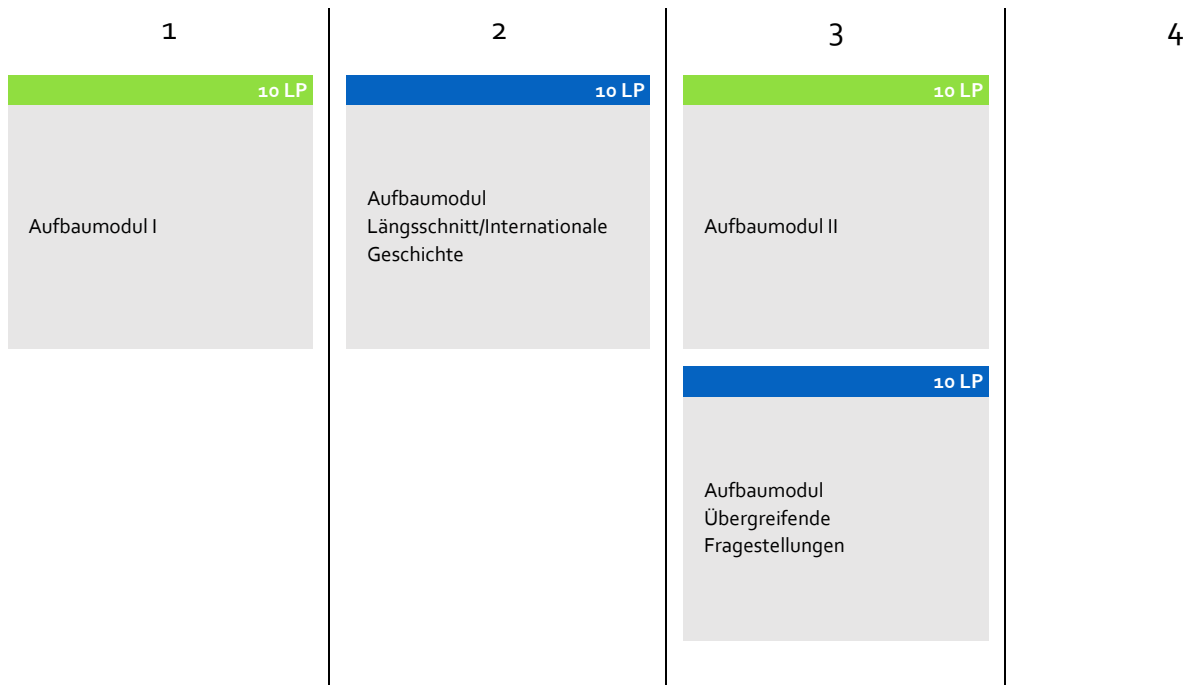 1
2
3
4
10 LP
10 LP
10 LP
Aufbaumodul I
Aufbaumodul
Längsschnitt/Internationale
Geschichte
Aufbaumodul II
10 LP
Aufbaumodul
Übergreifende
Fragestellungen